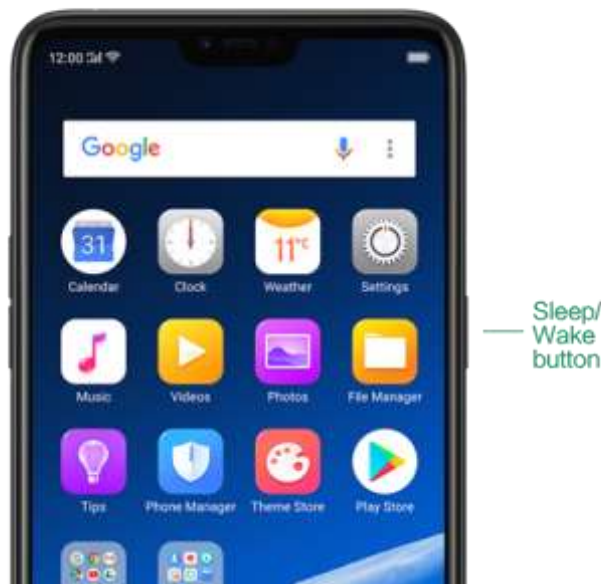 12:00
Google
31
11°c
Calendar
Clock
Weather
Settings
Sleep/
Wake
button
Music
Videos
Photos
File Manager
Tips
Phone Manager
Theme Store
Play Store